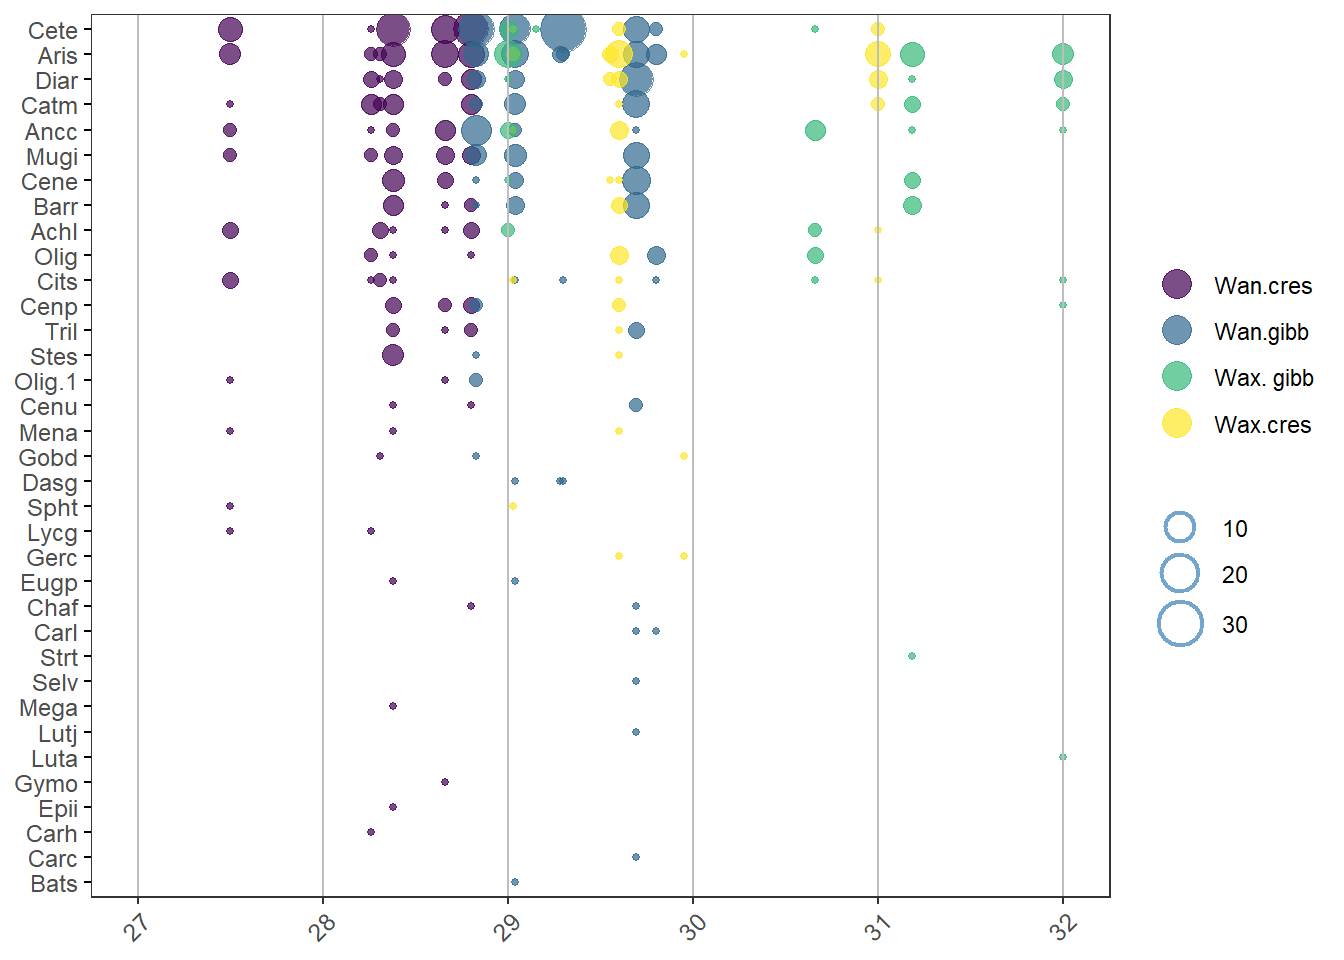 Cete
Aris
Diar
Catm
Ancc
Mugi
Cene
Barr
Achl
Olig
Cits
Cenp
Tril
Stes
Olig.1
Cenu
Mena
Gobd
Dasg
Spht
Lycg
Gerc
Eugp
Chaf
Carl
Strt
Selv
Mega
Lutj
Luta
Gymo
Epii
Carh
Carc
Bats
27 28 29 30 31 32
Wan.cres
Wan.gibb
Wax. gibb
Wax.cres
10
20
30